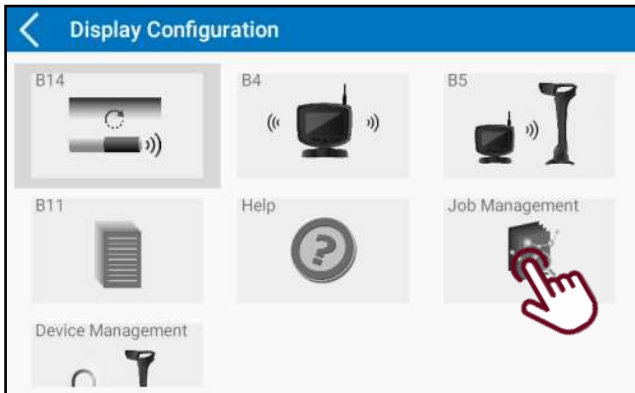 Display Configuration
B14
B4
B5
B11
Help
Job Management
Device Management